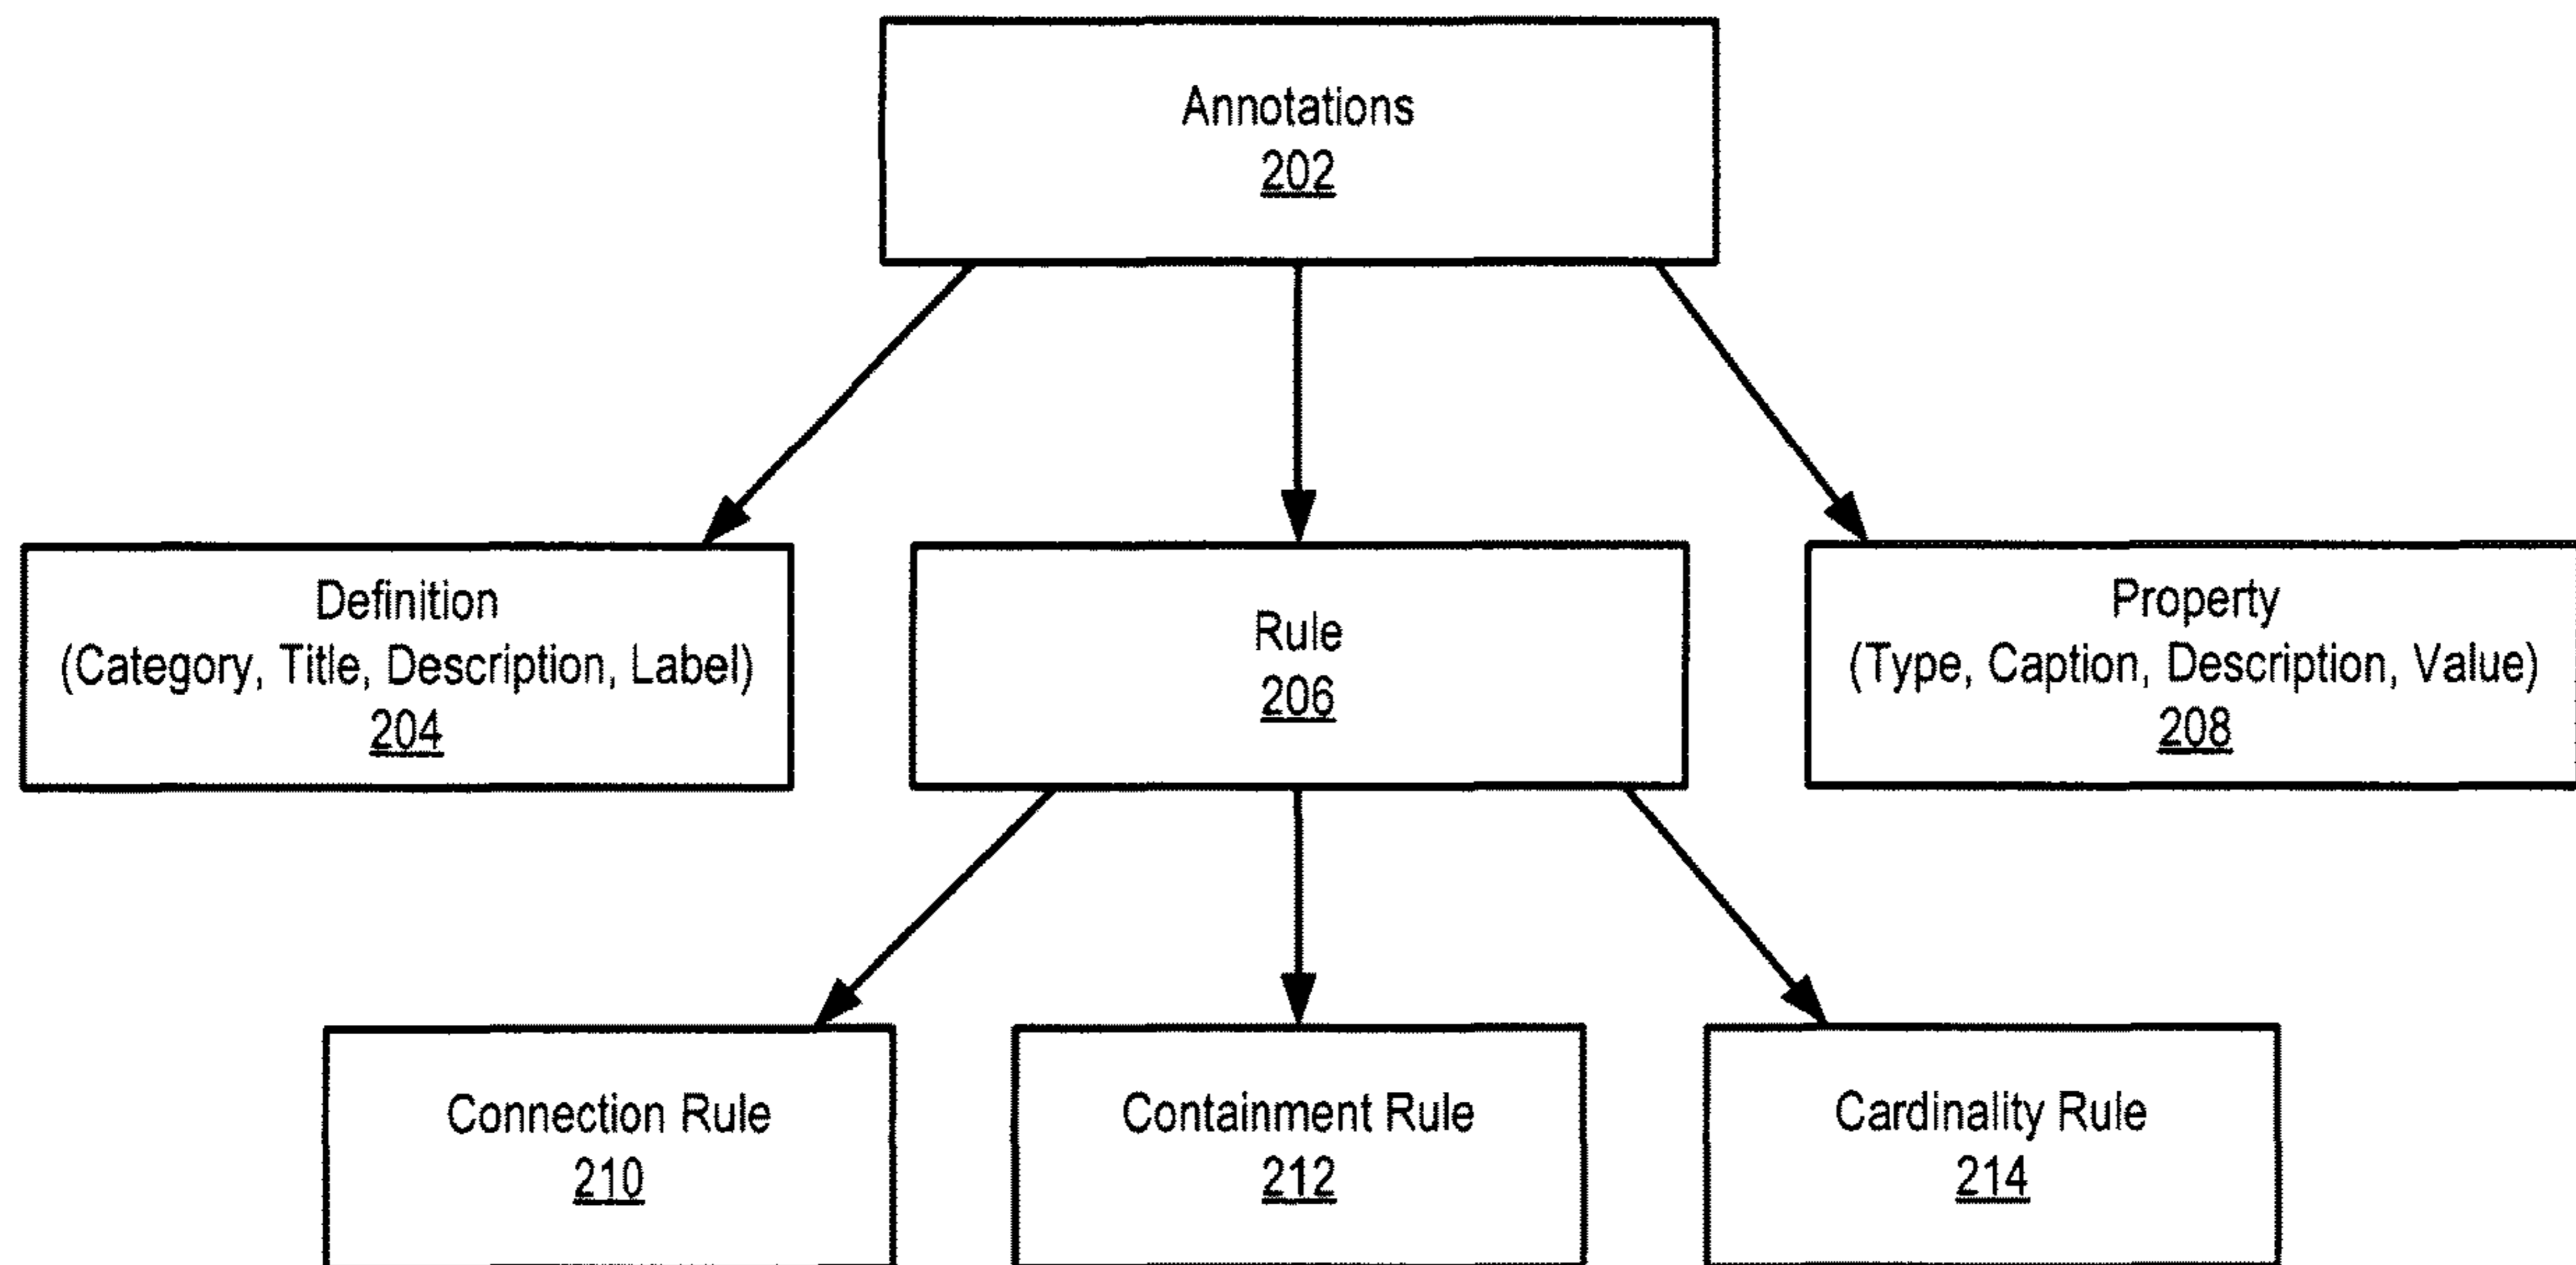 Annotations
202
Definition
(Category, Title, Description, Label)
204
Rule
206
Property
(Type, Caption, Description, Value)
208
Connection Rule
210
Containment Rule
212
Cardinality Rule
214